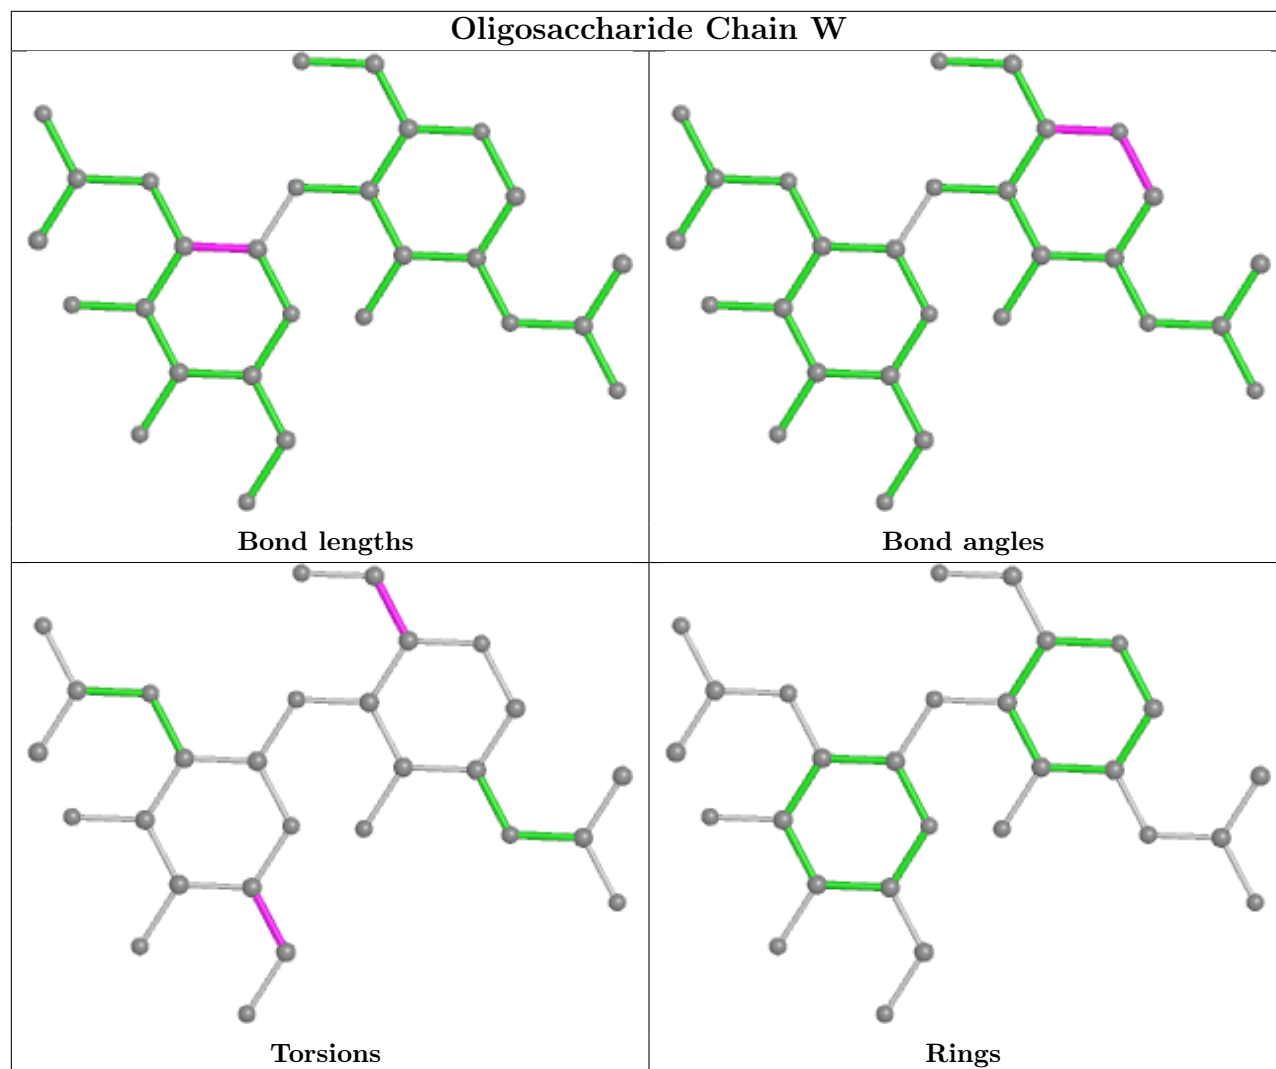 Oligosaccharide Chain W
Bond lengths
Bond angles
Torsions
Rings